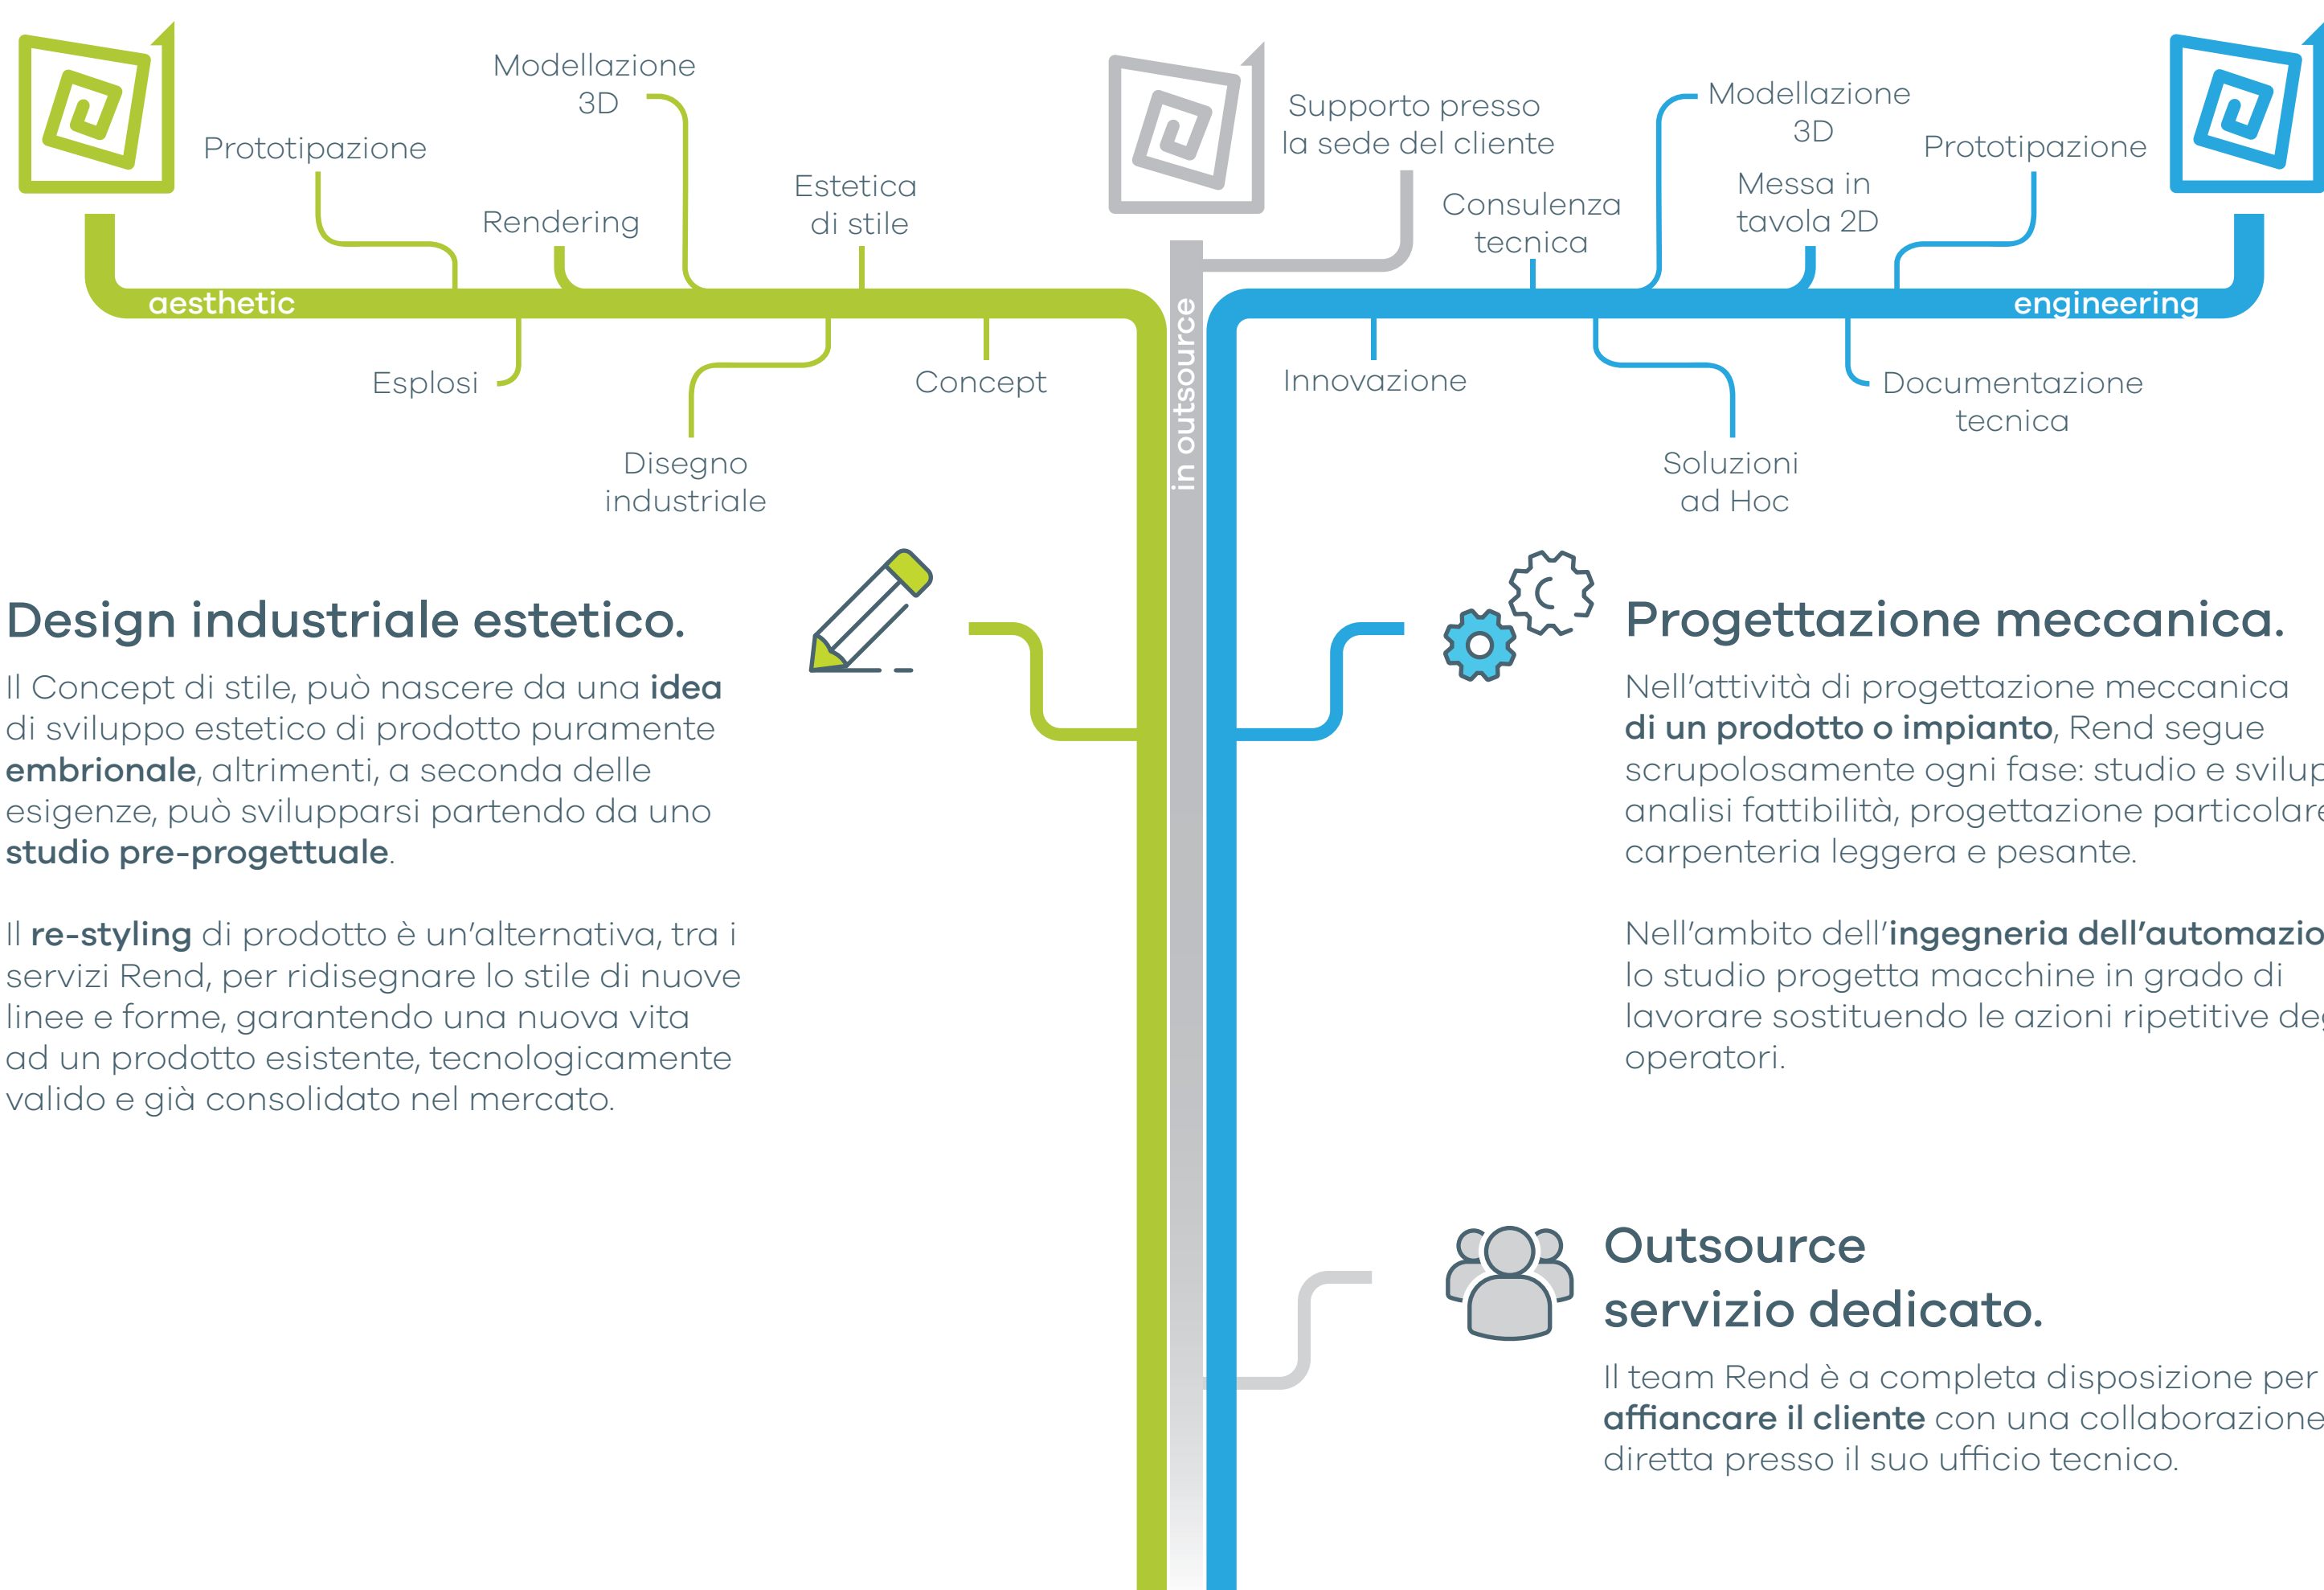 Modellazione
3D
Prototipazione
Rendering
Estetica
di stile
aesthetic
Esplosi
Disegno
industriale
Concept
in outsource
Supporto presso
la sede del cliente
Consulenza
tecnica
Modellazione
3D
Messa in
tavola 2D
Prototipazione
engineering
Innovazione
Soluzioni
ad Hoc
Documentazione
tecnica
Design industriale estetico.
Il Concept di stile, può nascere da una idea
di sviluppo estetico di prodotto puramente
embrionale, altrimenti, a seconda delle
esigenze, può svilupparsi partendo da uno
studio pre-progettuale.
Il re-styling di prodotto è un'alternativa, tra i
servizi Rend, per ridisegnare lo stile di nuove
linee e forme, garantendo una nuova vita
ad un prodotto esistente, tecnologicamente
valido e già consolidato nel mercato.
Progettazione meccanica.
Nell'attività di progettazione meccanica
di un prodotto o impianto, Rend segue
scrupolosamente ogni fase: studio e
analisi fattibilità, progettazione
carpenteria leggera e pesante.
Nell'ambito dell'ingegneria
lo studio progetta macchine in grado di
lavorare sostituendo le azioni ripetitive
operatori.
Outsource
servizio dedicato.
Il team Rend è a completa disposizione per
affiancare il cliente con una collaborazione
diretta presso il suo ufficio tecnico.